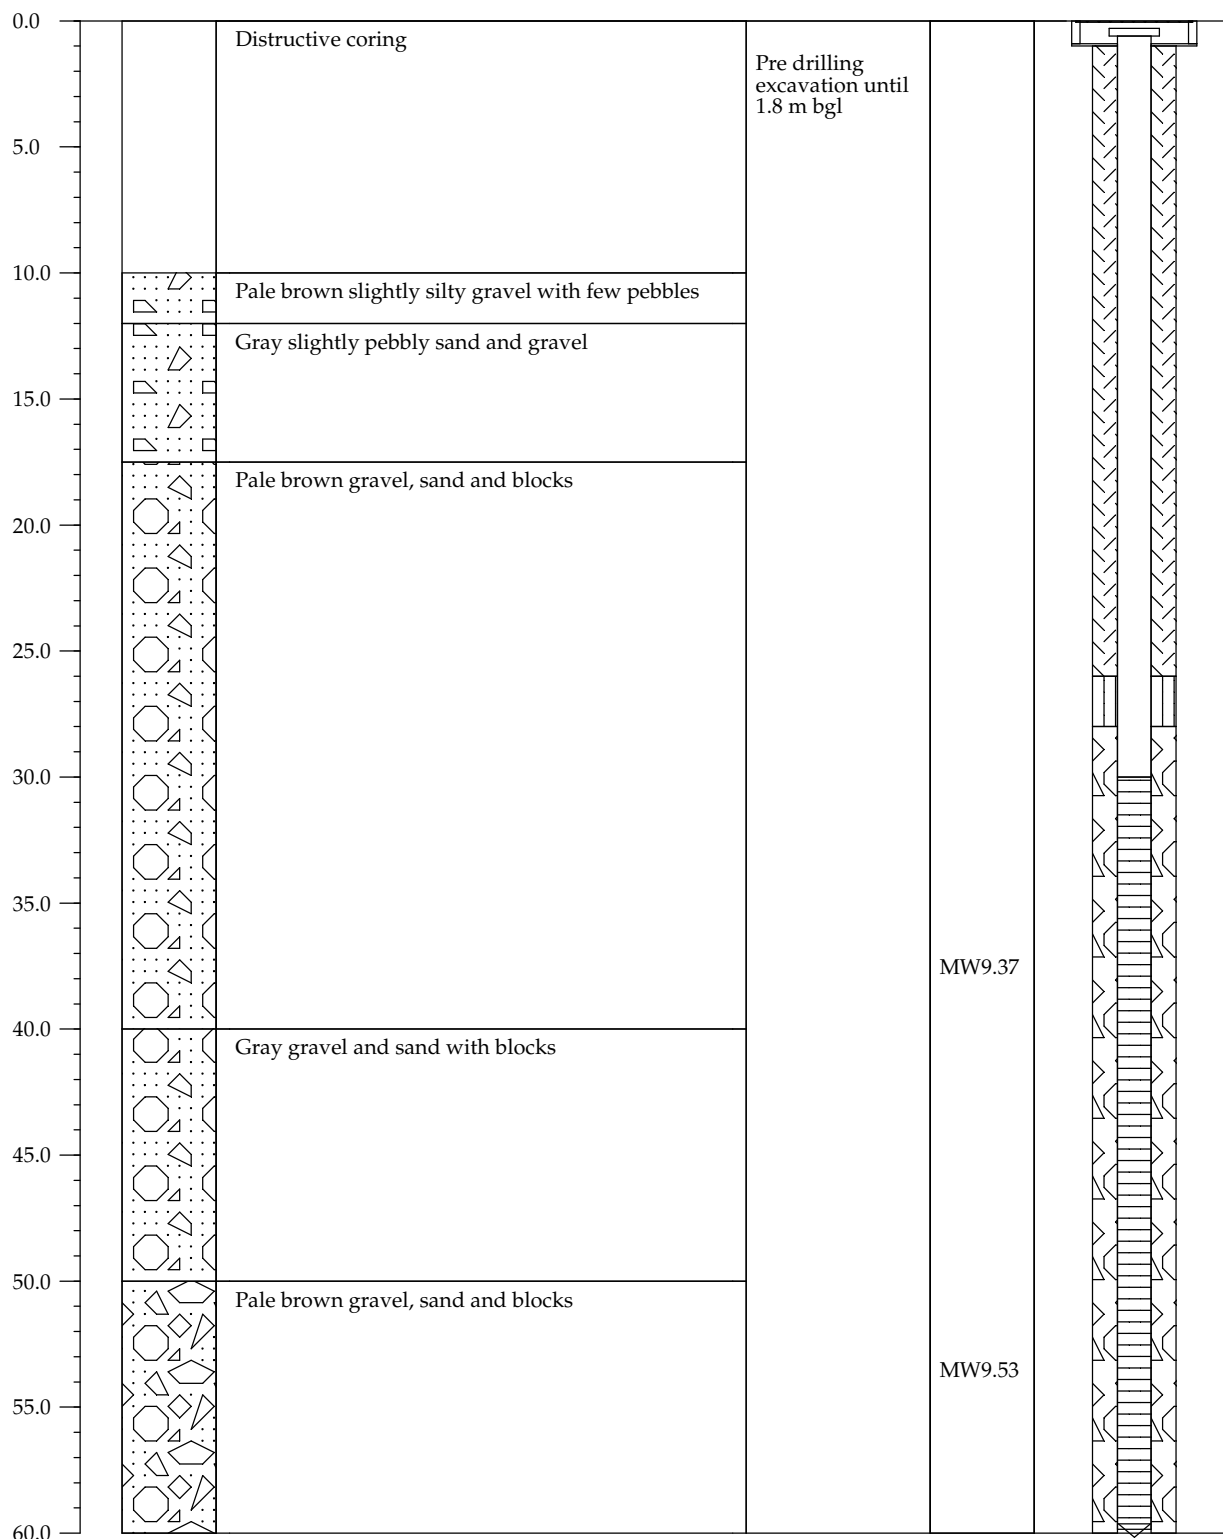 0.0
Distructive coring
Pre drilling
excavation until
1.8 m bgl
5.0
10.0
Pale brown slightly silty gravel with few pebbles
Gray slightly pebbly sand and gravel
15.0
Pale brown gravel, sand and blocks
20.0
25.0
30.0
35.0
MW9.37
40.0
Gray gravel and sand with blocks
45.0
50.0
Pale brown gravel, sand and blocks
MW9.53
55.0
60.0